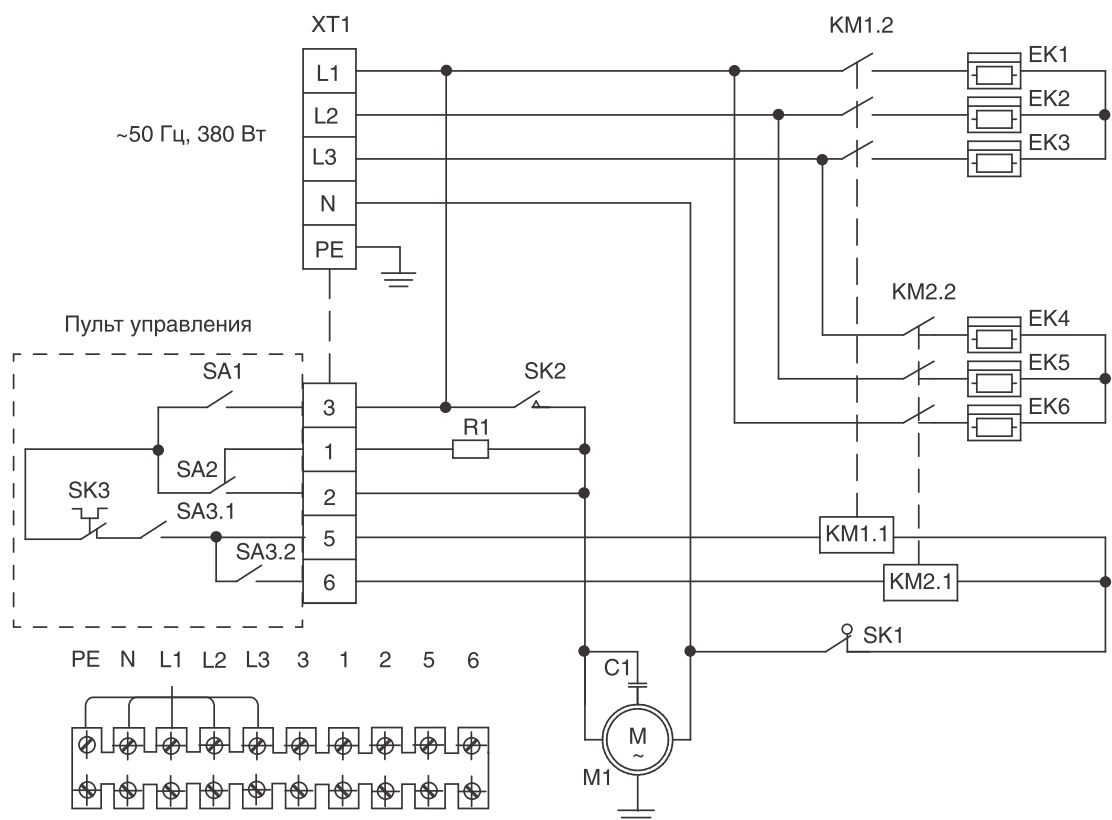 XT1
KM1.2
L1
EK1
L2
EK2
~50 Гц, 380 Вт
L3
EK3
N
PE
KM2.2
EK4
Пульт управления
EK5
SA1
SK2
3
EK6
R1
1
SA2
SK3
2
SA3.1
5
KM1.1
SA3.2
6
KM2.1
SK1
PE N L1 L2 L3 3 1 2 5 6
C1
M
~
M1